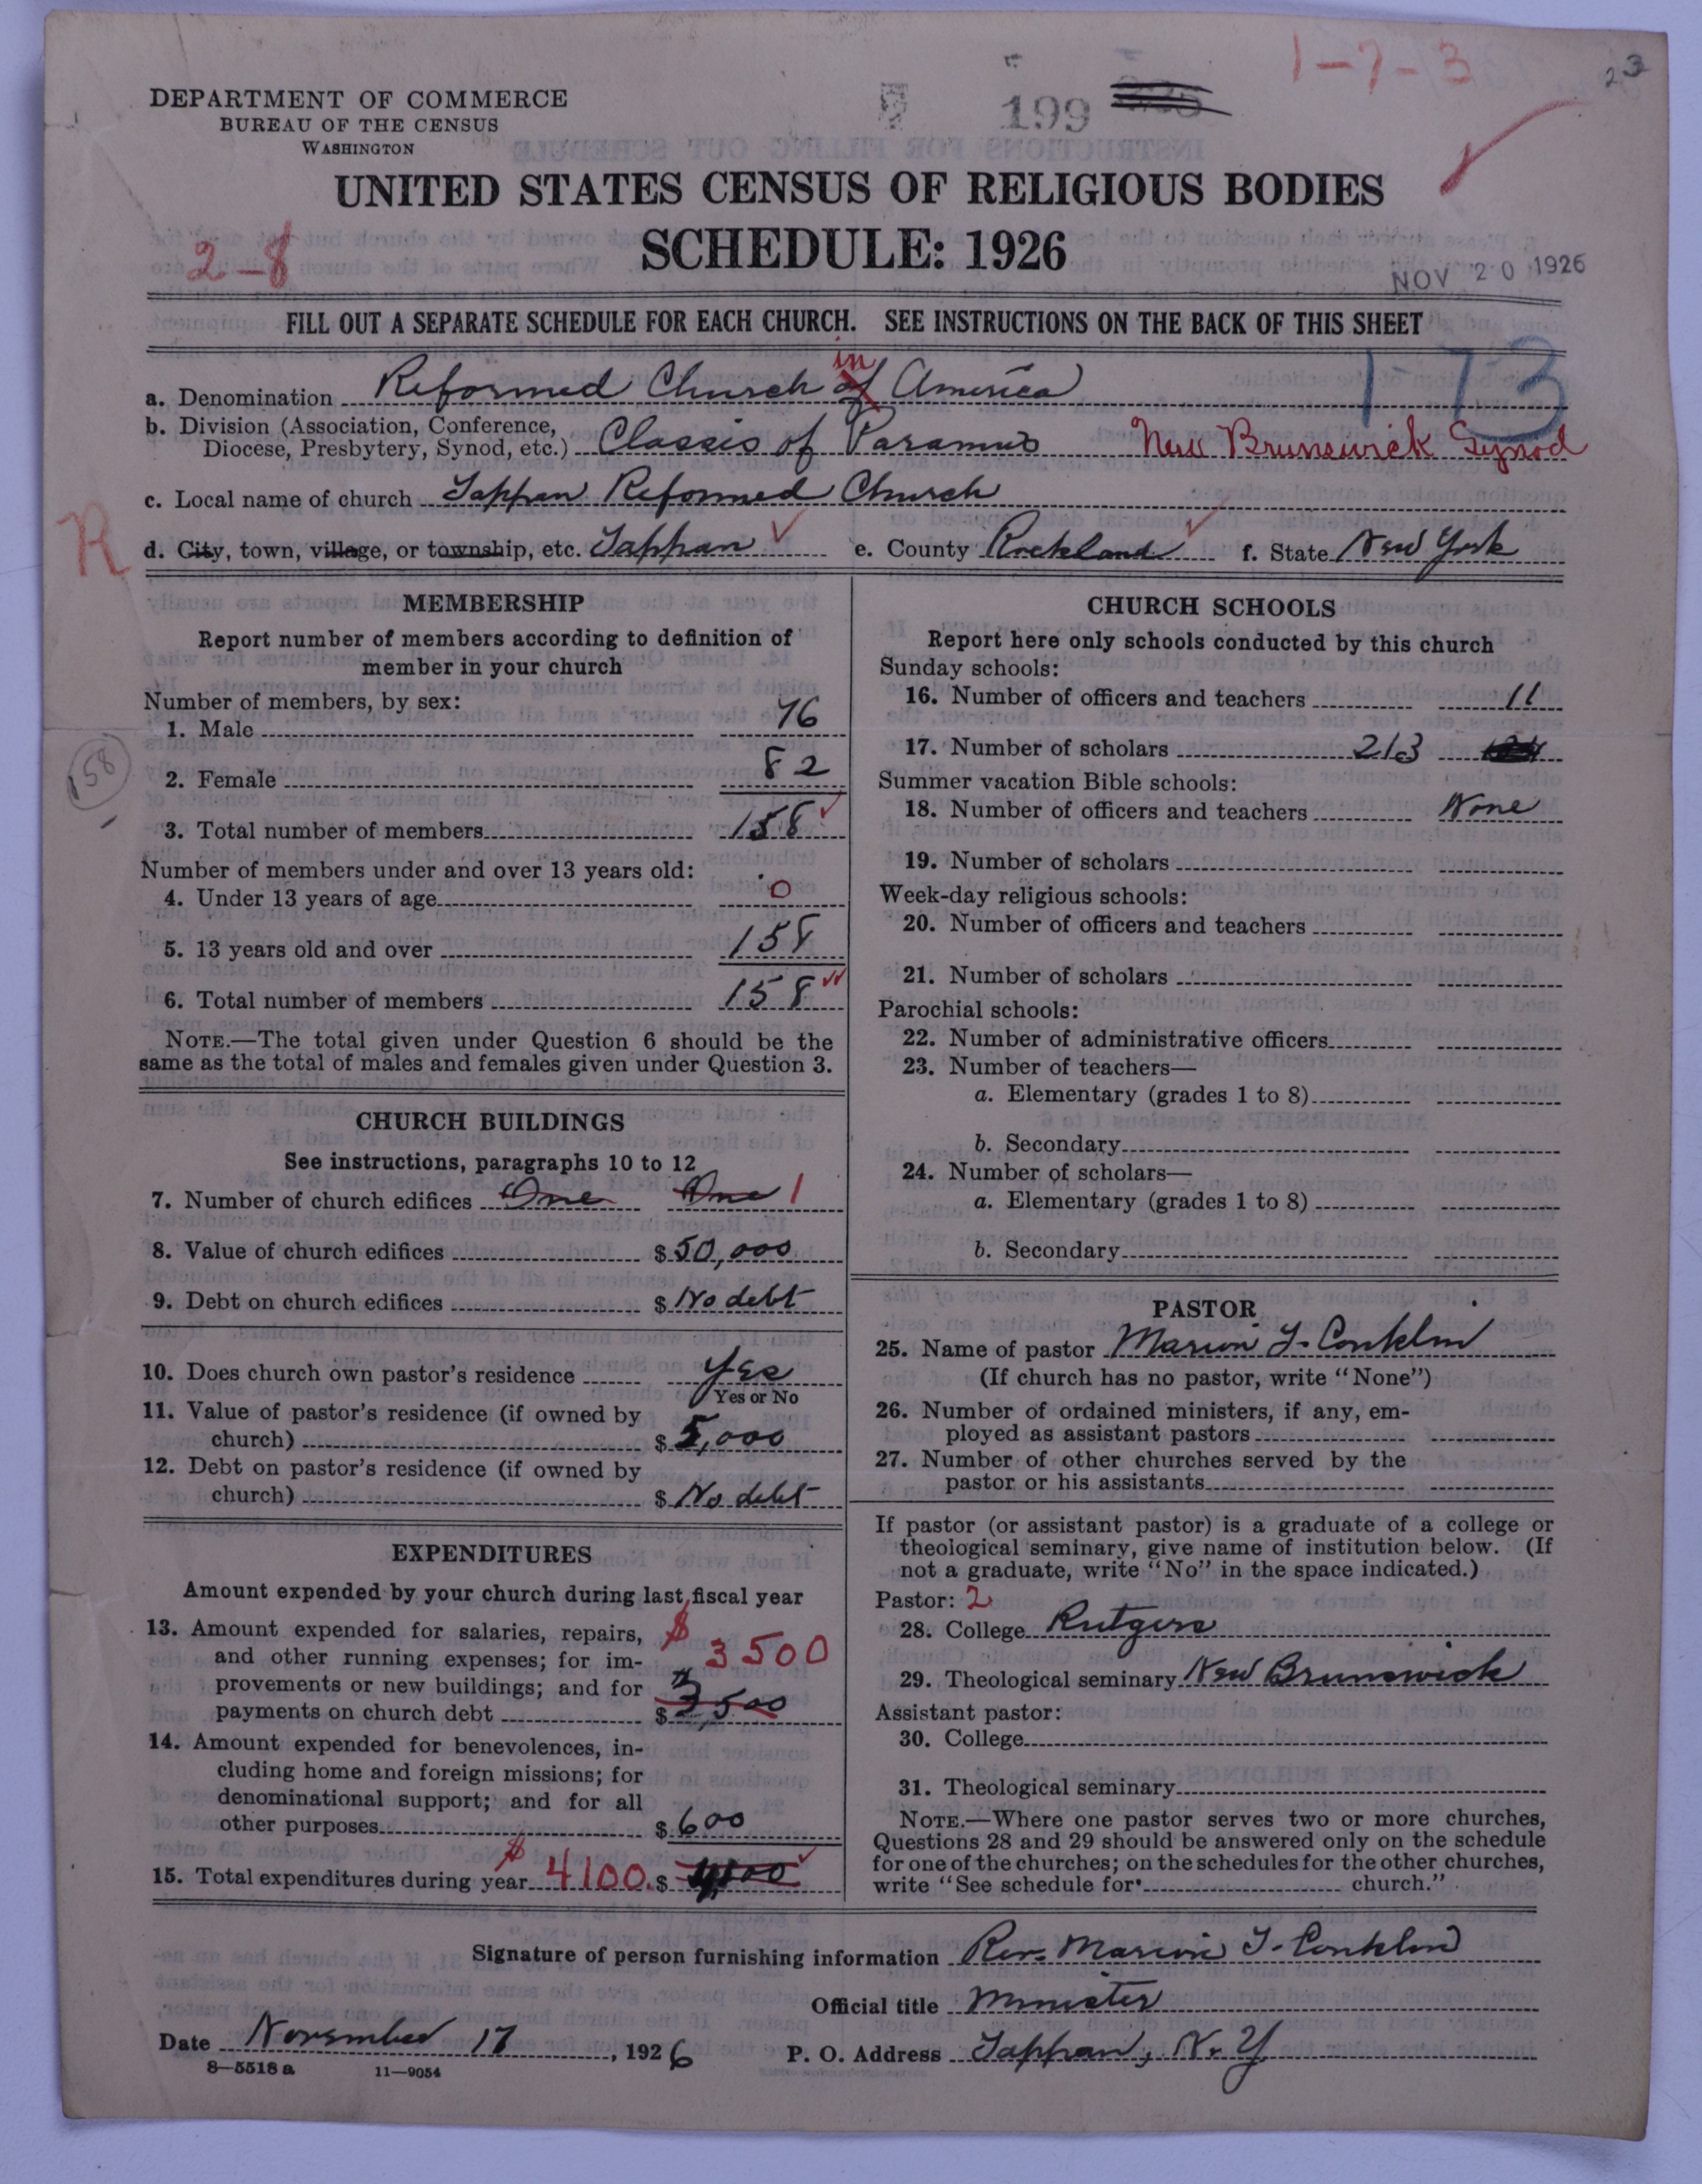 1-7-3
23
DEPARTMENT OF COMMERCE
BUREAU OF THE CENSUS
WASHINGTON
199
UNITED STATES CENSUS OF RELIGIOUS BODIES
SCHEDULE: 1926
2-8
NOV 20 1926
FILL OUT A SEPARATE SCHEDULE FOR EACH CHURCH. SEE INSTRUCTIONS ON THE BACK OF THIS SHEET
1-73
in
a. Denomination Reformed Church of America
b. Division (Association, Conference,
Diocese, Presbytery, Synod, etc.) Classis of Paramus New Brunswick Synod
c. Local name of church Tappan Reformed Church
R
d. City, town, village, or township, etc. Tappan e. County Rockland f. State New York
MEMBERSHIP
Report number of members according to definition of
member in your church
Number of members, by sex:
1. Male 76
2. Female 82
158
3. Total number of members 158
Number of members under and over 13 years old:
4. Under 13 years of age 0
5. 13 years old and over 158
6. Total number of members 158
NOTE.—The total given under Question 6 should be the
same as the total of males and females given under Question 3.
CHURCH BUILDINGS
See instructions, paragraphs 10 to 12
7. Number of church edifices One One 1
8. Value of church edifices $50,000
9. Debt on church edifices $ No debt
10. Does church own pastor's residence Yes
Yes or No
11. Value of pastor's residence (if owned by
church) $ 5,000
12. Debt on pastor's residence (if owned by
church) $ No debt
EXPENDITURES
Amount expended by your church during last fiscal year
13. Amount expended for salaries, repairs,
and other running expenses; for im-
provements or new buildings; and for
payments on church debt $ 3,500
$ 3500
14. Amount expended for benevolences, in-
cluding home and foreign missions; for
denominational support; and for all
other purposes $ 600
15. Total expenditures during year $ 4100. $ 4,100
CHURCH SCHOOLS
Report here only schools conducted by this church
Sunday schools:
16. Number of officers and teachers 11
17. Number of scholars 213
Summer vacation Bible schools:
18. Number of officers and teachers None
19. Number of scholars
Week-day religious schools:
20. Number of officers and teachers
21. Number of scholars
Parochial schools:
22. Number of administrative officers
23. Number of teachers—
a. Elementary (grades 1 to 8)
b. Secondary
24. Number of scholars—
a. Elementary (grades 1 to 8)
b. Secondary
PASTOR
25. Name of pastor Marion T. Conklin
(If church has no pastor, write "None")
26. Number of ordained ministers, if any, em-
ployed as assistant pastors
27. Number of other churches served by the
pastor or his assistants
If pastor (or assistant pastor) is a graduate of a college or
theological seminary, give name of institution below. (If
not a graduate, write "No" in the space indicated.)
Pastor: 2
28. College Rutgers
29. Theological seminary New Brunswick
Assistant pastor:
30. College
31. Theological seminary
NOTE.—Where one pastor serves two or more churches,
Questions 28 and 29 should be answered only on the schedule
for one of the churches; on the schedules for the other churches,
write "See schedule for church."
Signature of person furnishing information Rev. Marion T. Conklin
Official title Minister
Date November 17, 1926 P. O. Address Tappan, N. Y.
8—5518 a 11—9054